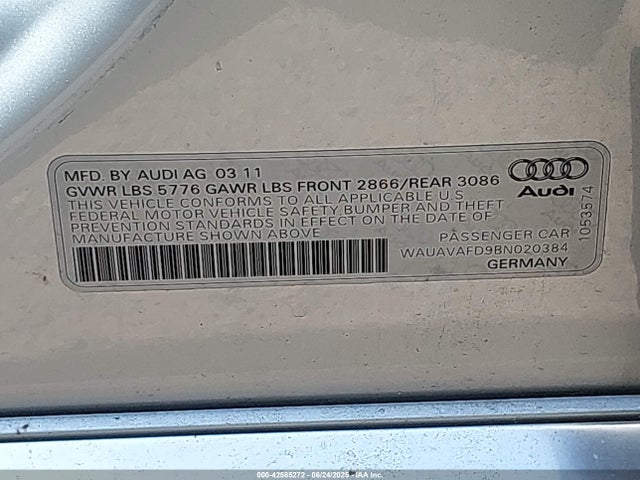 MFD. BY AUDI AG 03 11
GVWR LBS 5776 GAWR LBS FRONT 2866/REAR 3086
THIS VEHICLE CONFORMS TO ALL APPLICABLE U.S
FEDERAL MOTOR VEHICLE SAFETY BUMPER AND THEFT
PREVENTION STANDARDS IN EFFECT ON THE DATE OF
MANUFACTURE SHOWN ABOVE
Audi
PASSENGER CAR
WAUAVAFD9BN020384
GERMANY
1053574
000-42585272 - 06/24/2025 - IAA Inc.